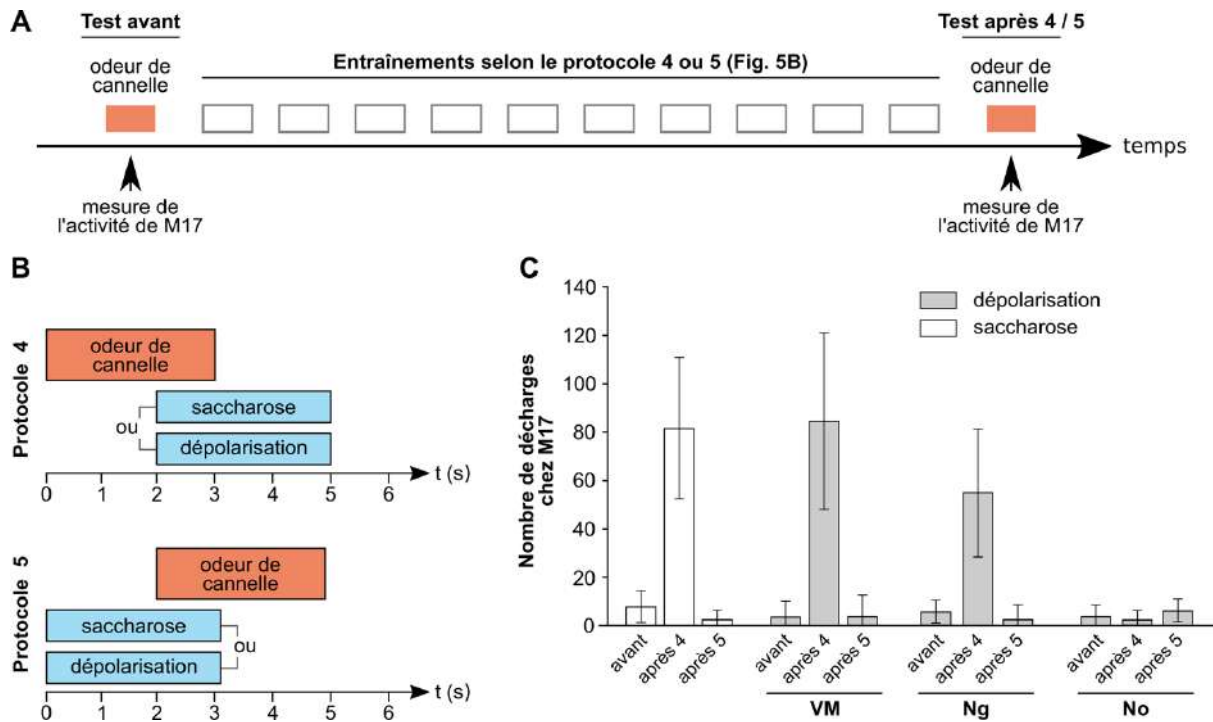 A
Test avant
odeur de
cannelle
Entraînements selon le protocole 4 ou 5 (Fig. 5B)
Test après 4 / 5
odeur de
cannelle
temps
mesure de
l'activité de M17
mesure de
l'activité de M17
B
Protocole 4
odeur de
cannelle
ou
saccharose
dépolarisation
t (s)
0 1 2 3 4 5 6
Protocole 5
odeur de
cannelle
saccharose
ou
dépolarisation
t (s)
0 1 2 3 4 5 6
C
Nombre de décharges
chez M17
140
120
100
80
60
40
20
0
dépolarisation
saccharose
avant après 4 après 5 avant après 4 après 5 avant après 4 après 5 avant après 4 après 5
VM Ng No